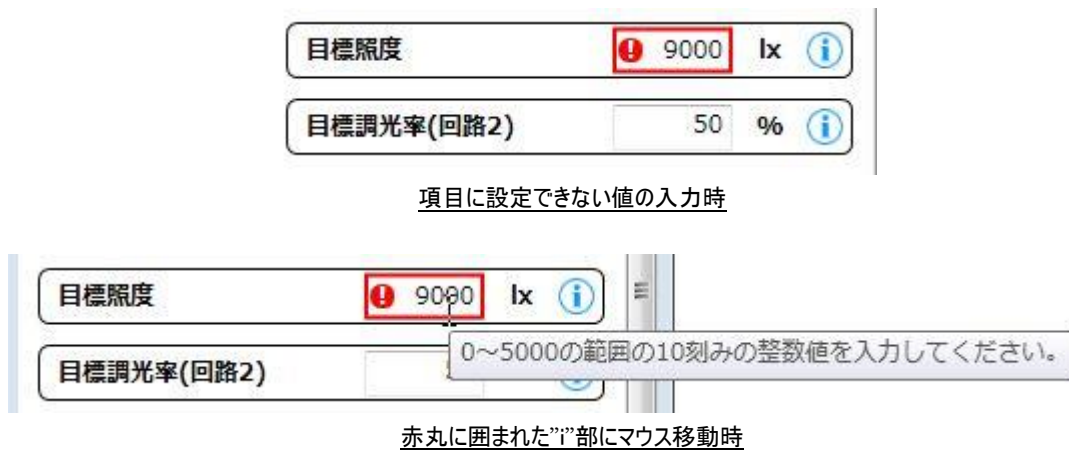 目標照度 9000 lx
目標調光率(回路2) 50 %
項目に設定できない値の入力時
目標照度 9000 lx
0～5000の範囲の10刻みの整数値を入力してください。
目標調光率(回路2)
赤丸に囲まれた”i”部にマウス移動時